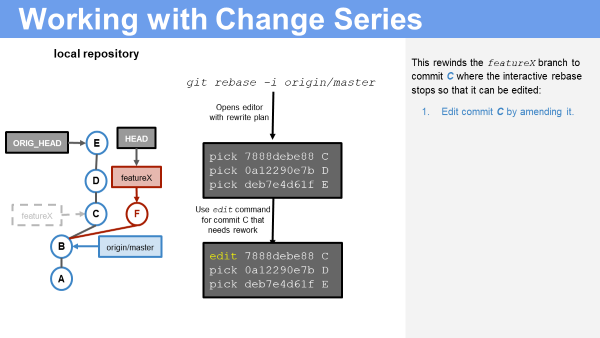 Working with Change Series
local repository
git rebase -i origin/master
Opens editor
with rewrite plan
pick 7888debe88 C
pick 0a12290e7b D
pick deb7e4d61f E
Use edit command
for commit C that
needs rework
edit 7888debe88 C
pick 0a12290e7b D
pick deb7e4d61f E
ORIG_HEAD
E
HEAD
D
featureX
featureX
C
F
B
origin/master
A
This rewinds the featureX branch to
commit C where the interactive rebase
stops so that it can be edited:
1. Edit commit C by amending it.